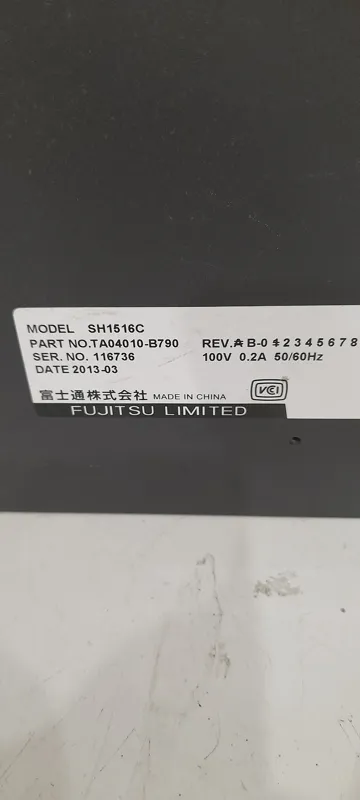 MODEL SH1516C
PART NO.TA04010-B790 REV.A B-0 1 2 3 4 5 6 7 8
SER. NO. 116736 100V 0.2A 50/60Hz
DATE 2013-03
富士通株式会社 MADE IN CHINA VCI
FUJITSU LIMITED